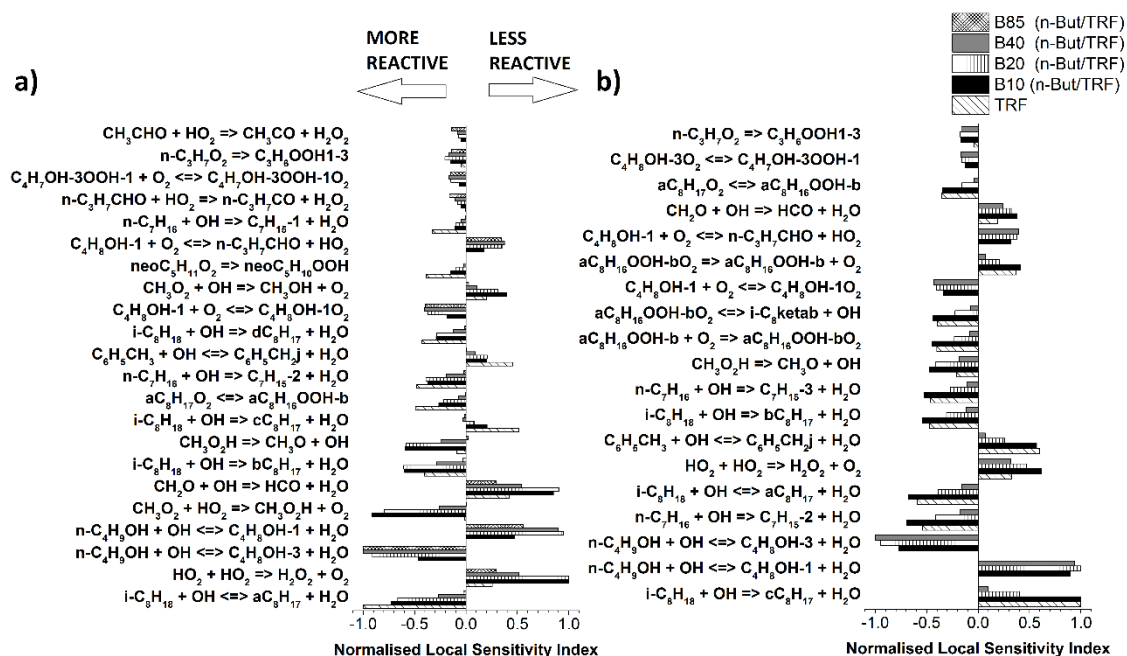 MORE REACTIVE
LESS REACTIVE
a)
CH₃CHO + HO₂ => CH₃CO + H₂O₂
n-C₃H₇O₂ => C₃H₆OOH1-3
C₄H₇OH-3OOH-1 + O₂ <=> C₄H₇OH-3OOH-1O₂
n-C₃H₇CHO + HO₂ => n-C₃H₇CO + H₂O₂
n-C₇H₁₆ + OH => C₇H₁₅-1 + H₂O
C₄H₈OH-1 + O₂ <=> n-C₃H₇CHO + HO₂
neoC₅H₁₁O₂ => neoC₅H₁₀OOH
CH₃O₂ + OH => CH₃OH + O₂
C₄H₈OH-1 + O₂ <=> C₄H₈OH-1O₂
i-C₈H₁₈ + OH => dC₈H₁₇ + H₂O
C₆H₅CH₃ + OH <=> C₆H₅CH₂j + H₂O
n-C₇H₁₆ + OH => C₇H₁₅-2 + H₂O
aC₈H₁₇O₂ <=> aC₈H₁₆OOH-b
i-C₈H₁₈ + OH => cC₈H₁₇ + H₂O
CH₃O₂H => CH₃O + OH
i-C₈H₁₈ + OH => bC₈H₁₇ + H₂O
CH₂O + OH => HCO + H₂O
CH₃O₂ + HO₂ => CH₃O₂H + O₂
n-C₄H₉OH + OH <=> C₄H₈OH-1 + H₂O
n-C₄H₉OH + OH <=> C₄H₈OH-3 + H₂O
HO₂ + HO₂ => H₂O₂ + O₂
i-C₈H₁₈ + OH <=> aC₈H₁₇ + H₂O
-1.0 -0.5 0.0 0.5 1.0
Normalised Local Sensitivity Index
b)
B85 (n-But/TRF)
B40 (n-But/TRF)
B20 (n-But/TRF)
B10 (n-But/TRF)
TRF
n-C₃H₇O₂ => C₃H₆OOH1-3
C₄H₈OH-3O₂ <=> C₄H₇OH-3OOH-1
aC₈H₁₇O₂ <=> aC₈H₁₆OOH-b
CH₂O + OH => HCO + H₂O
C₄H₈OH-1 + O₂ <=> n-C₃H₇CHO + HO₂
aC₈H₁₆OOH-bO₂ => aC₈H₁₆OOH-b + O₂
C₄H₈OH-1 + O₂ <=> C₄H₈OH-1O₂
aC₈H₁₆OOH-bO₂ <=> i-C₈ketab + OH
aC₈H₁₆OOH-b + O₂ => aC₈H₁₆OOH-bO₂
CH₃O₂H => CH₃O + OH
n-C₇H₁₆ + OH => C₇H₁₅-3 + H₂O
i-C₈H₁₈ + OH => bC₈H₁₇ + H₂O
C₆H₅CH₃ + OH <=> C₆H₅CH₂j + H₂O
HO₂ + HO₂ => H₂O₂ + O₂
i-C₈H₁₈ + OH <=> aC₈H₁₇ + H₂O
n-C₇H₁₆ + OH => C₇H₁₅-2 + H₂O
n-C₄H₉OH + OH <=> C₄H₈OH-3 + H₂O
n-C₄H₉OH + OH <=> C₄H₈OH-1 + H₂O
i-C₈H₁₈ + OH => cC₈H₁₇ + H₂O
-1.0 -0.5 0.0 0.5 1.0
Normalised Local Sensitivity Index